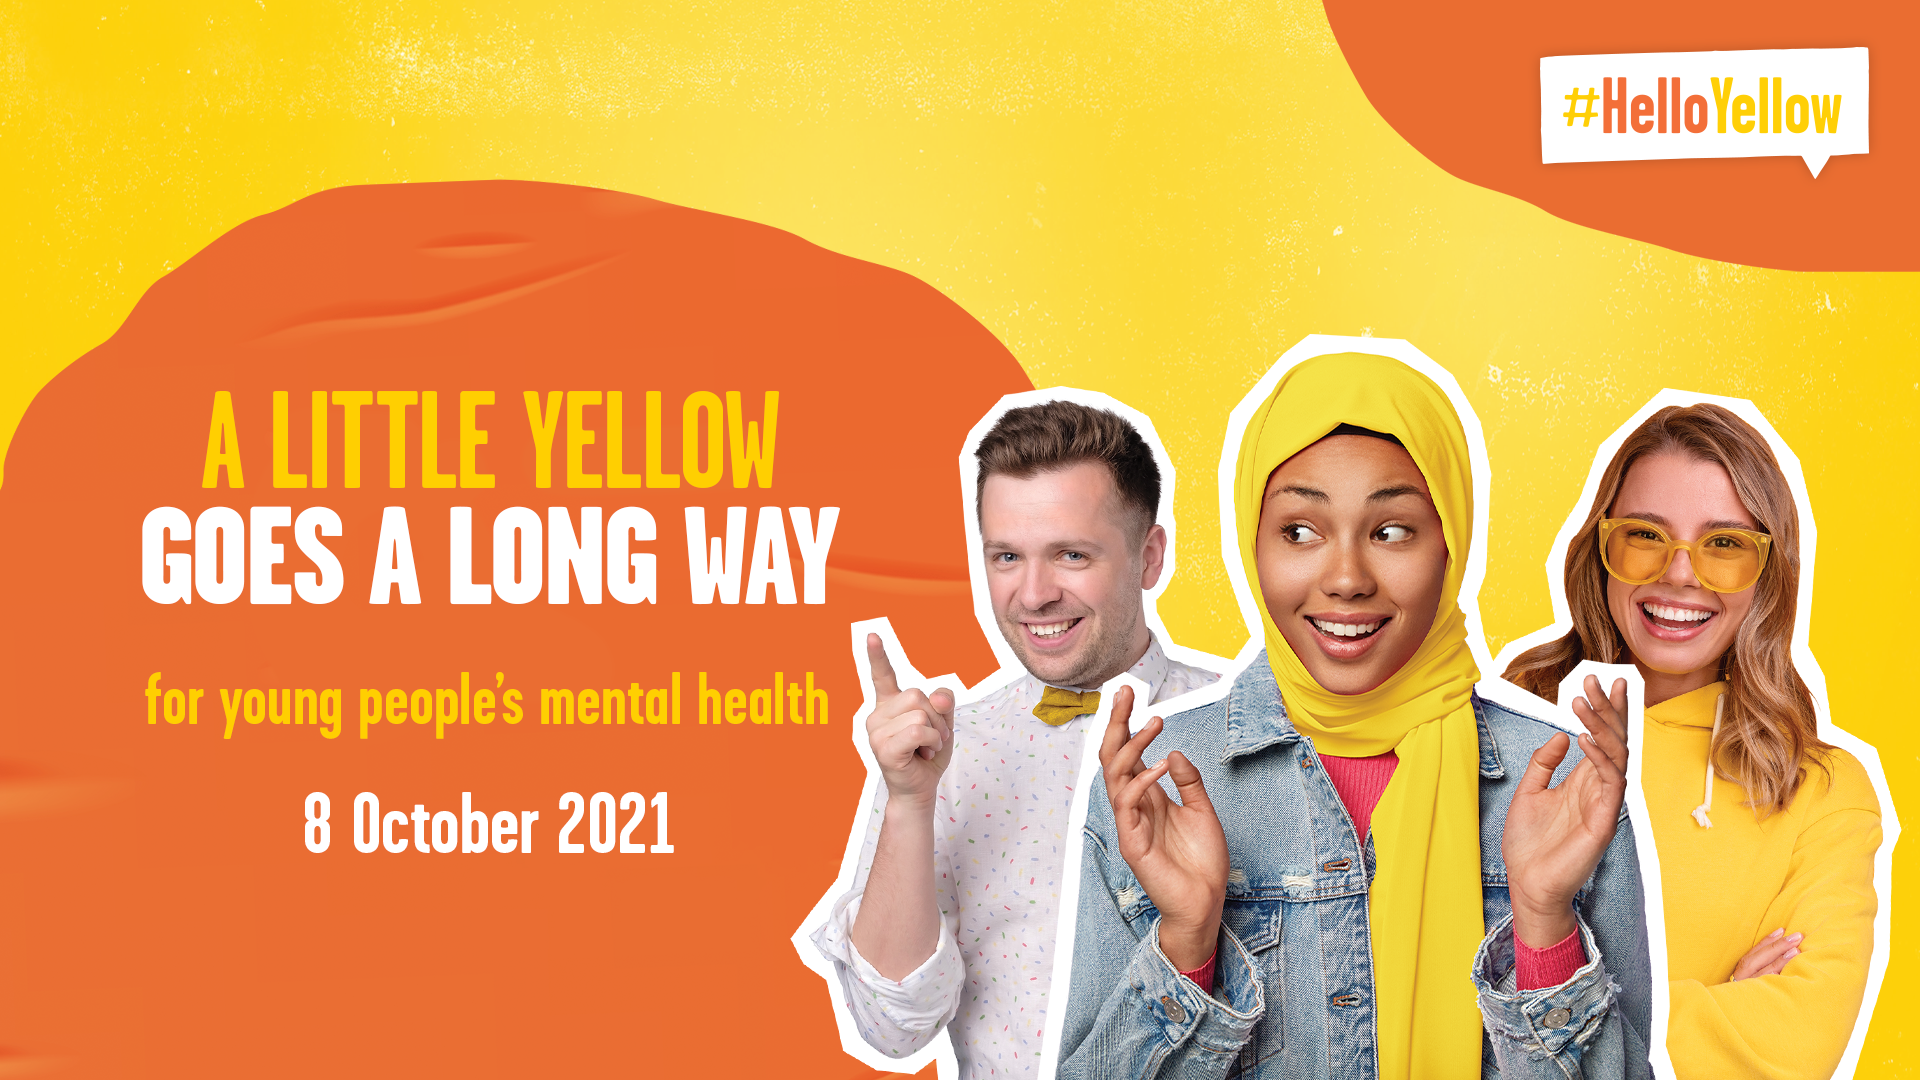 #HelloYellow
A LITTLE YELLOW
GOES A LONG WAY
for young people’s mental health
8 October 2021